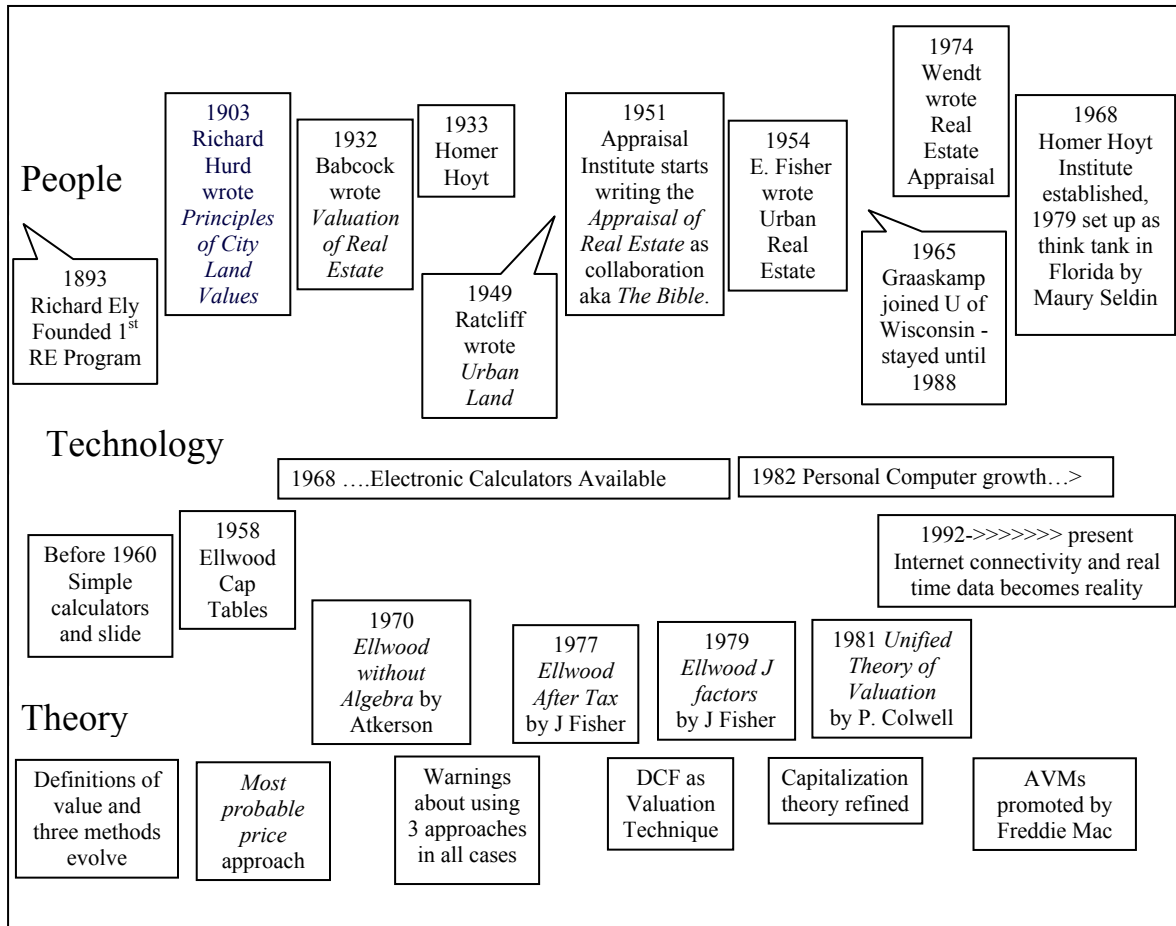 People
1893
Richard Ely
Founded 1st
RE Program
1903
Richard
Hurd
wrote
Principles
of City
Land
Values
1932
Babcock
wrote
Valuation
of Real
Estate
1933
Homer
Hoyt
1949
Ratcliff
wrote
Urban
Land
1951
Appraisal
Institute starts
writing the
Appraisal of
Real Estate as
collaboration
aka The Bible.
1954
E. Fisher
wrote
Urban
Real
Estate
1974
Wendt
wrote
Real
Estate
Appraisal
1965
Graaskamp
joined U of
Wisconsin -
stayed until
1988
1968
Homer Hoyt
Institute
established,
1979 set up as
think tank in
Florida by
Maury Seldin
Technology
1968 ….Electronic Calculators Available
1982 Personal Computer growth…>
Before 1960
Simple
calculators
and slide
1958
Ellwood
Cap
Tables
1992->>>>>>> present
Internet connectivity and real
time data becomes reality
1970
Ellwood
without
Algebra by
Atkerson
1977
Ellwood
After Tax
by J Fisher
1979
Ellwood J
factors
by J Fisher
1981 Unified
Theory of
Valuation
by P. Colwell
Theory
Definitions of
value and
three methods
evolve
Most
probable
price
approach
Warnings
about using
3 approaches
in all cases
DCF as
Valuation
Technique
Capitalization
theory refined
AVMs
promoted by
Freddie Mac